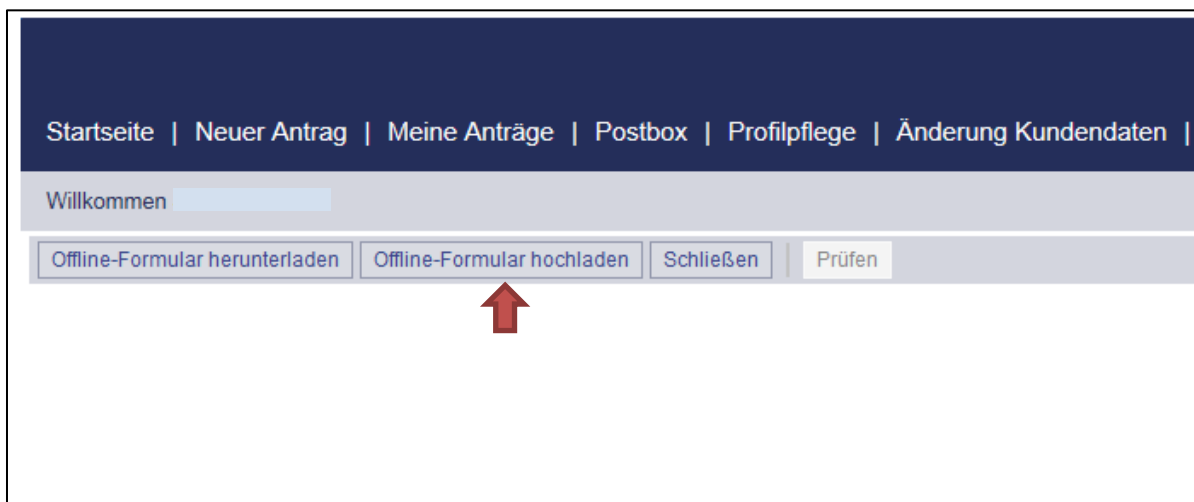 Startseite | Neuer Antrag | Meine Anträge | Postbox | Profilpflege | Änderung Kundendaten |
Willkommen
Offline-Formular herunterladen Offline-Formular hochladen Schließen | Prüfen